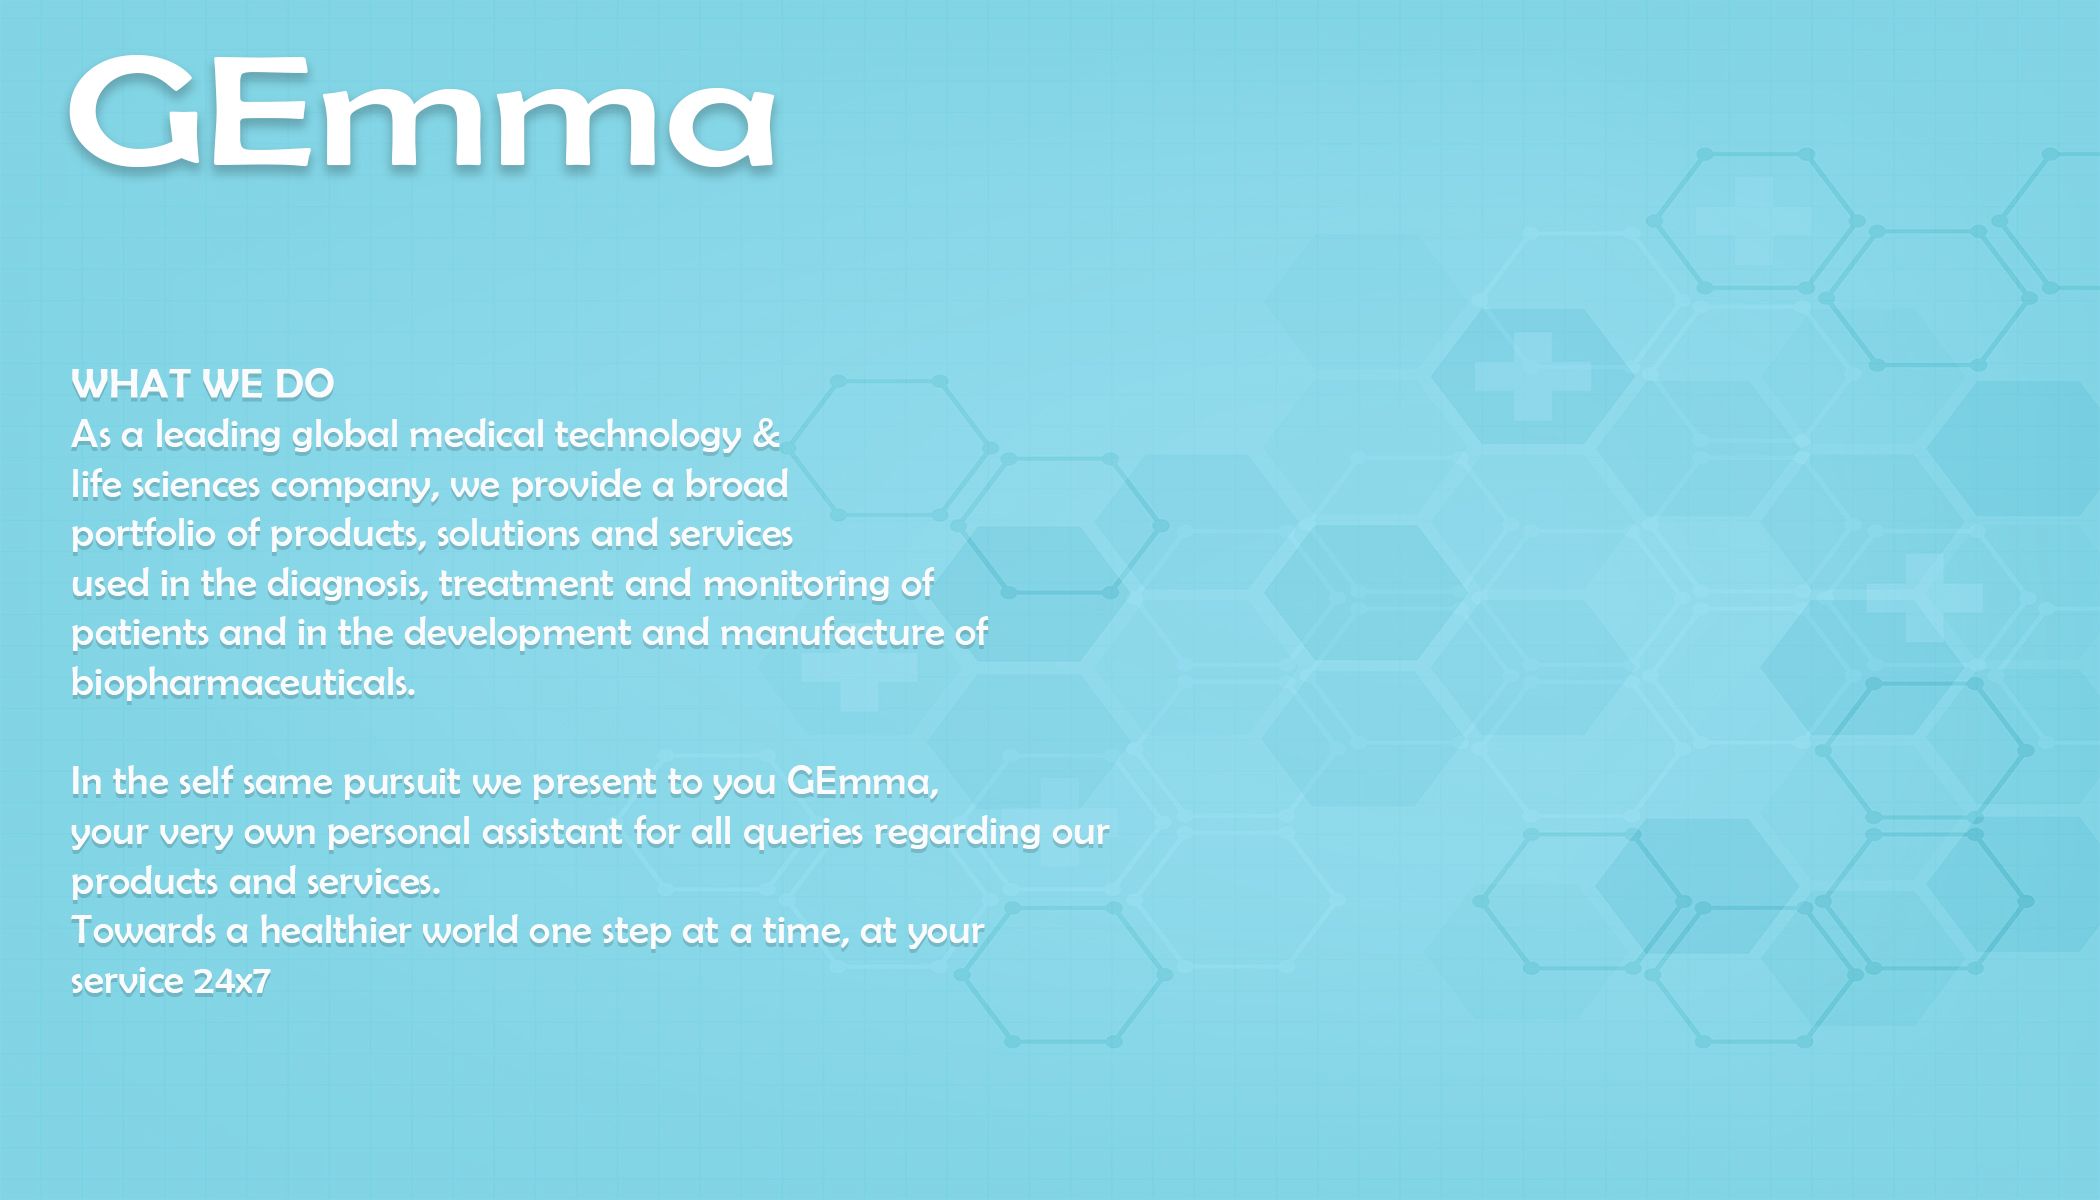 GEmma
WHAT WE DO
As a leading global medical technology &
life sciences company, we provide a broad
portfolio of products, solutions and services
used in the diagnosis, treatment and monitoring of
patients and in the development and manufacture of
biopharmaceuticals.
In the self same pursuit we present to you GEmma,
your very own personal assistant for all queries regarding our
products and services.
Towards a healthier world one step at a time, at your
service 24x7